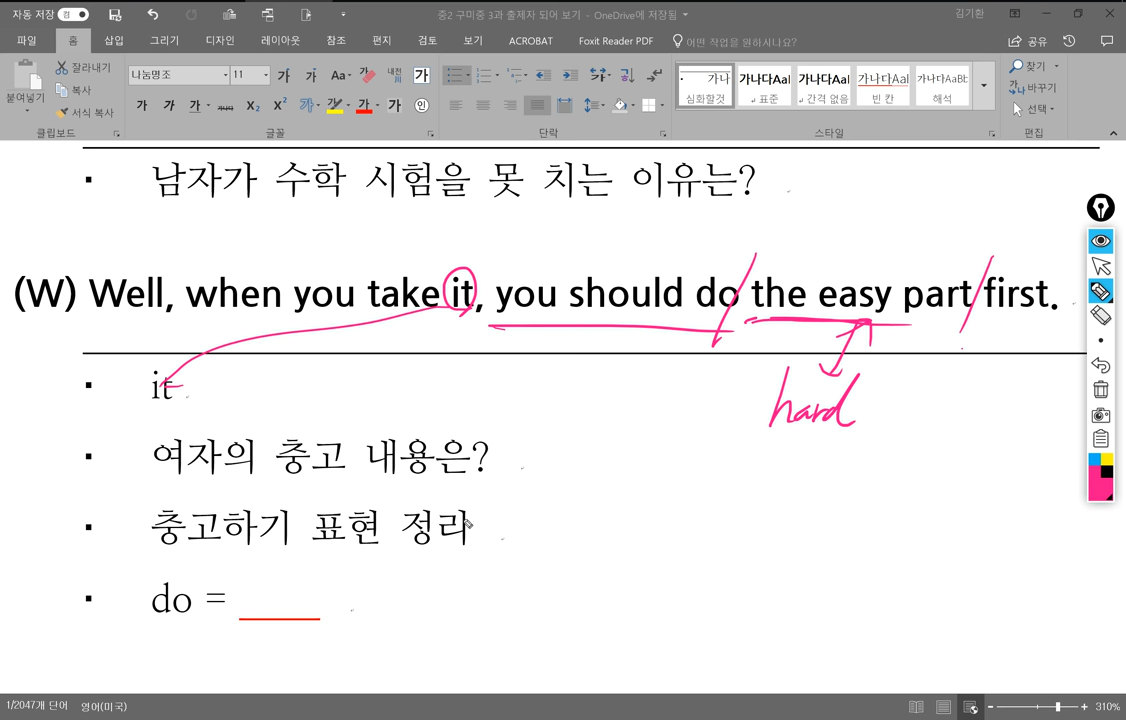 자동 저장 켬 중2 구미중 3과 출제자 되어 보기 - OneDrive에 저장됨 김기환
파일 홈 삽입 그리기 디자인 레이아웃 참조 편지 검토 보기 ACROBAT Foxit Reader PDF 어떤 작업을 원하시나요? 공유
붙여넣기 잘라내기 복사 서식 복사
나눔명조 11
가나 심화할것
가나다AaI 표준
가나다AaI 간격 없음
가나다AaI 빈 칸
가나다AaBb 해석
찾기 바꾸기 선택
클립보드 글꼴 단락 스타일 편집
남자가 수학 시험을 못 치는 이유는?
(W) Well, when you take it, you should do the easy part first.
hard
it
여자의 충고 내용은?
충고하기 표현 정리
do =
1/2047개 단어 영어(미국) 310%